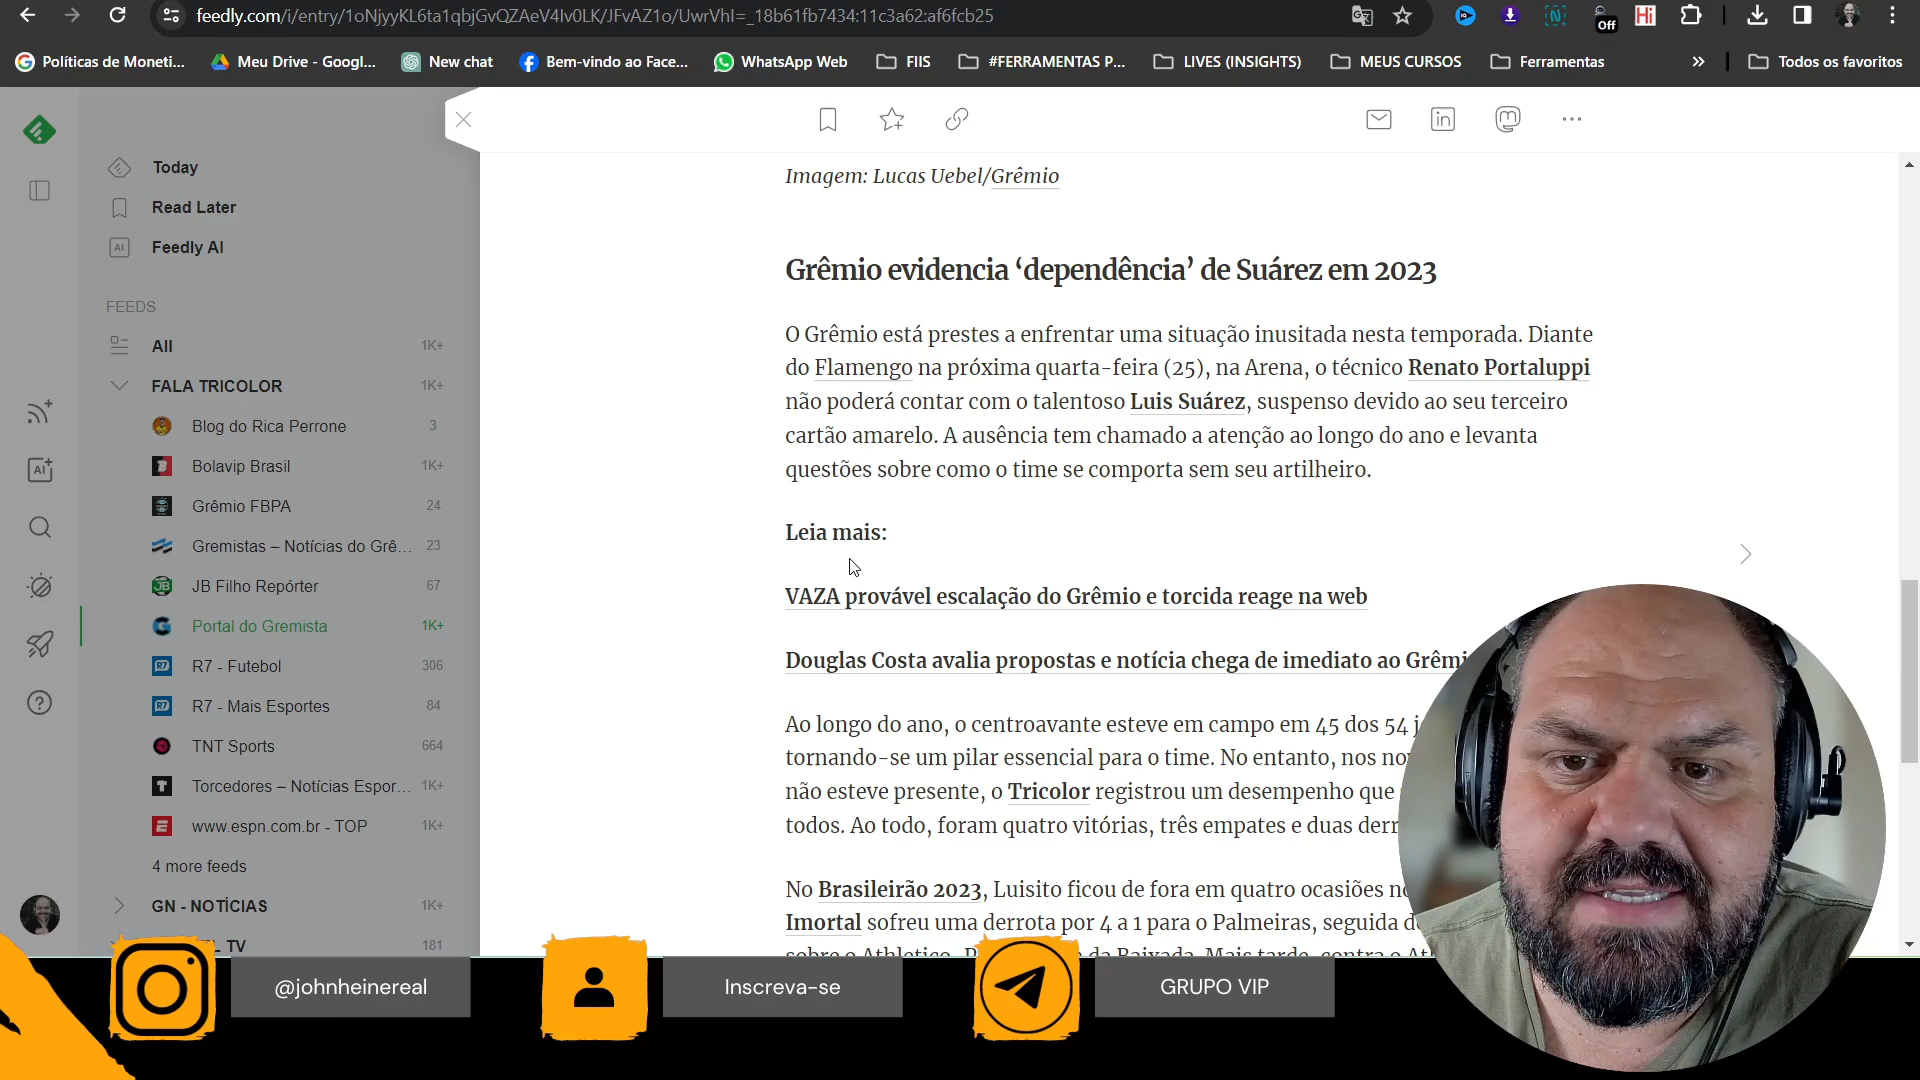 feedly.com/i/entry/1oNjyyKL6ta1qbjGvQZAeV4Iv0LK/JFvAZ1o/UwrVhI=_18b61fb7434:11c3a62:af6fcb25
Off
Hi
Políticas de Moneti...
Meu Drive - Googl...
New chat
Bem-vindo ao Face...
WhatsApp Web
FIIS
#FERRAMENTAS P...
LIVES (INSIGHTS)
MEUS CURSOS
Ferramentas
»
Todos os favoritos
Today
Read Later
AI Feedly AI
FEEDS
All 1K+
FALA TRICOLOR 1K+
Blog do Rica Perrone 3
Bolavip Brasil 1K+
Grêmio FBPA 24
Gremistas – Notícias do Grê... 23
JB Filho Repórter 67
Portal do Gremista 1K+
R7 - Futebol 306
R7 - Mais Esportes 84
TNT Sports 664
Torcedores – Notícias Espor... 1K+
www.espn.com.br - TOP 1K+
4 more feeds
GN - NOTÍCIAS 1K+
TV 181
Imagem: Lucas Uebel/Grêmio
Grêmio evidencia ‘dependência’ de Suárez em 2023
O Grêmio está prestes a enfrentar uma situação inusitada nesta temporada. Diante
do Flamengo na próxima quarta-feira (25), na Arena, o técnico Renato Portaluppi
não poderá contar com o talentoso Luis Suárez, suspenso devido ao seu terceiro
cartão amarelo. A ausência tem chamado a atenção ao longo do ano e levanta
questões sobre como o time se comporta sem seu artilheiro.
Leia mais:
VAZA provável escalação do Grêmio e torcida reage na web
Douglas Costa avalia propostas e notícia chega de imediato ao Grêmi
Ao longo do ano, o centroavante esteve em campo em 45 dos 54 j
tornando-se um pilar essencial para o time. No entanto, nos no
não esteve presente, o Tricolor registrou um desempenho que
todos. Ao todo, foram quatro vitórias, três empates e duas derr
No Brasileirão 2023, Luisito ficou de fora em quatro ocasiões n
Imortal sofreu uma derrota por 4 a 1 para o Palmeiras, seguida d
sobre o Athletico da Baixada. Mais tarde, contra o
@johnheinereal
Inscreva-se
GRUPO VIP